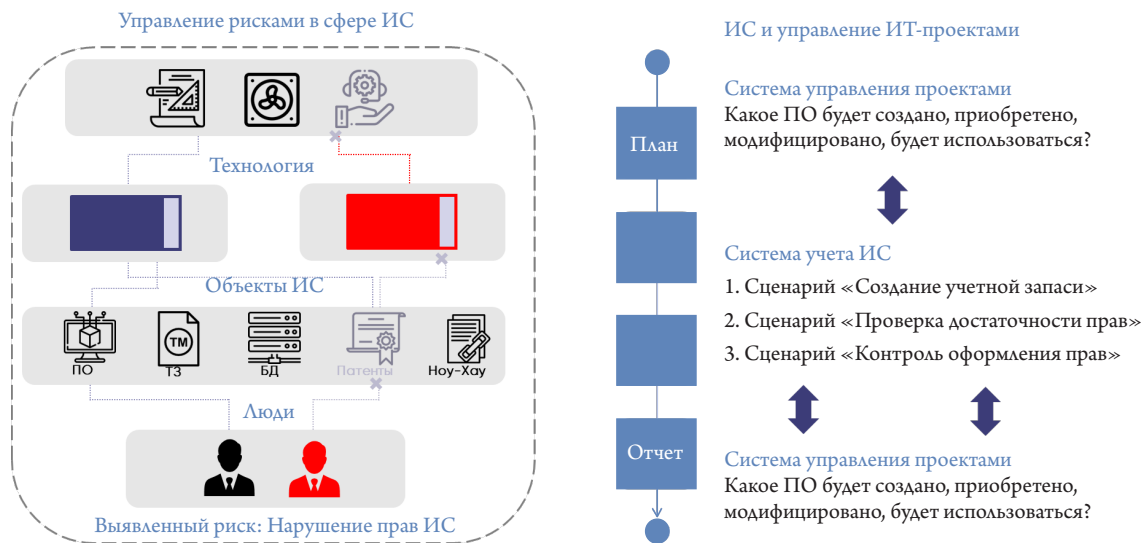 Управление рисками в сфере ИС
Технология
Объекты ИС
ТМ
ПО
ТЗ
БД
Патенты
Ноу-Хау
Люди
Выявленный риск: Нарушение прав ИС
ИС и управление ИТ-проектами
План
Отчет
Система управления проектами
Какое ПО будет создано, приобретено,
модифицировано, будет использоваться?
Система учета ИС
1. Сценарий «Создание учетной запаси»
2. Сценарий «Проверка достаточности прав»
3. Сценарий «Контроль оформления прав»
Система управления проектами
Какое ПО будет создано, приобретено,
модифицировано, будет использоваться?